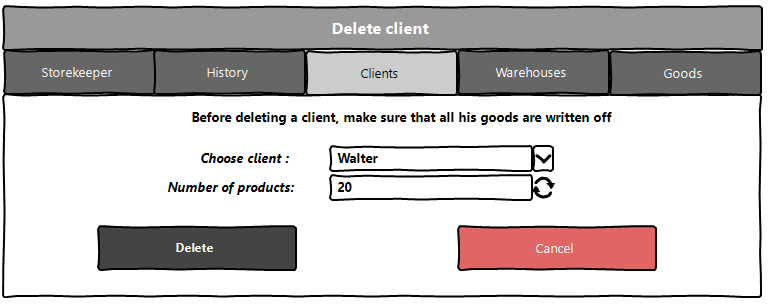 Delete client
Storekeeper History Clients Warehouses Goods
Before deleting a client, make sure that all his goods are written off
Choose client : Walter
Number of products: 20
Delete Cancel